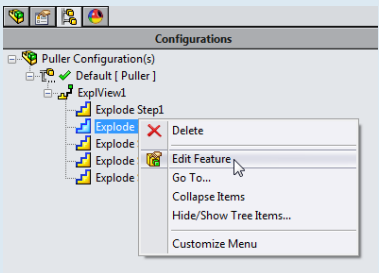 Configurations
Puller Configuration(s)
Default [ Puller ]
ExplView1
Explode Step1
Explode
Explode
Explode
Explode
Delete
Edit Feature
Go To...
Collapse Items
Hide/Show Tree Items...
Customize Menu